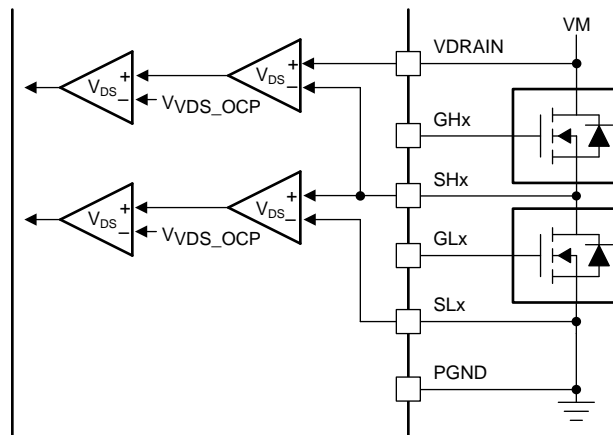 VM
VDRAIN
+
VDS
−
+
VDS
−
VVDS_OCP
GHx
SHx
+
VDS
−
+
VDS
−
VVDS_OCP
GLx
SLx
PGND